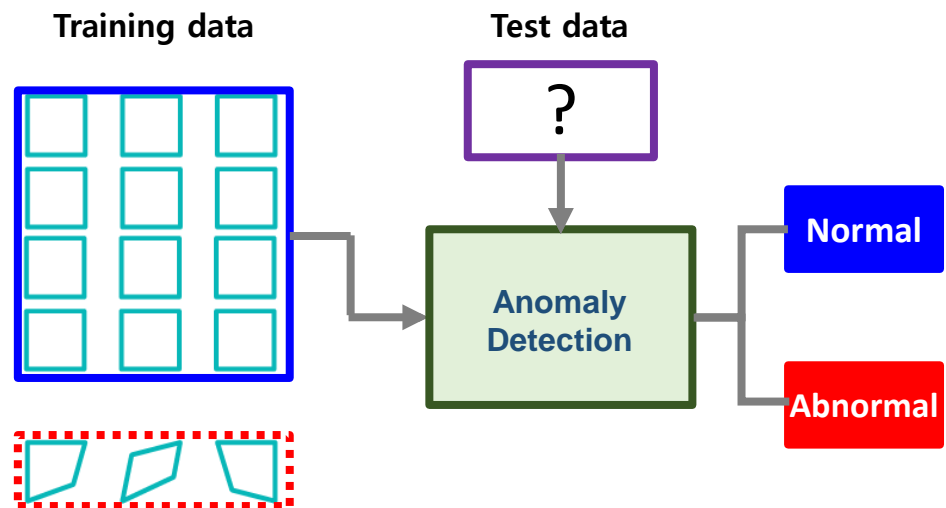 Training data
Test data
?
Normal
Anomaly
Detection
Abnormal